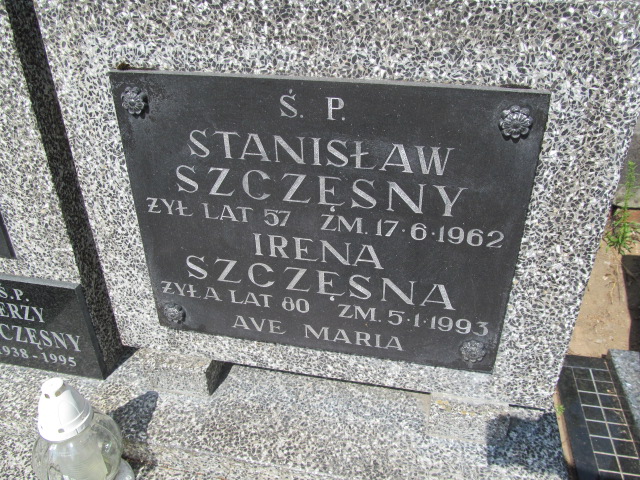 Ś. P.
STANISŁAW
SZCZĘSNY
ŻYŁ LAT 57 ZM. 17·6·1962
IRENA
SZCZĘSNA
ŻYŁA LAT 80 ZM. 5·1·1993
AVE MARIA
Ś.P.
ERZY
CZĘSNY
1938-1995